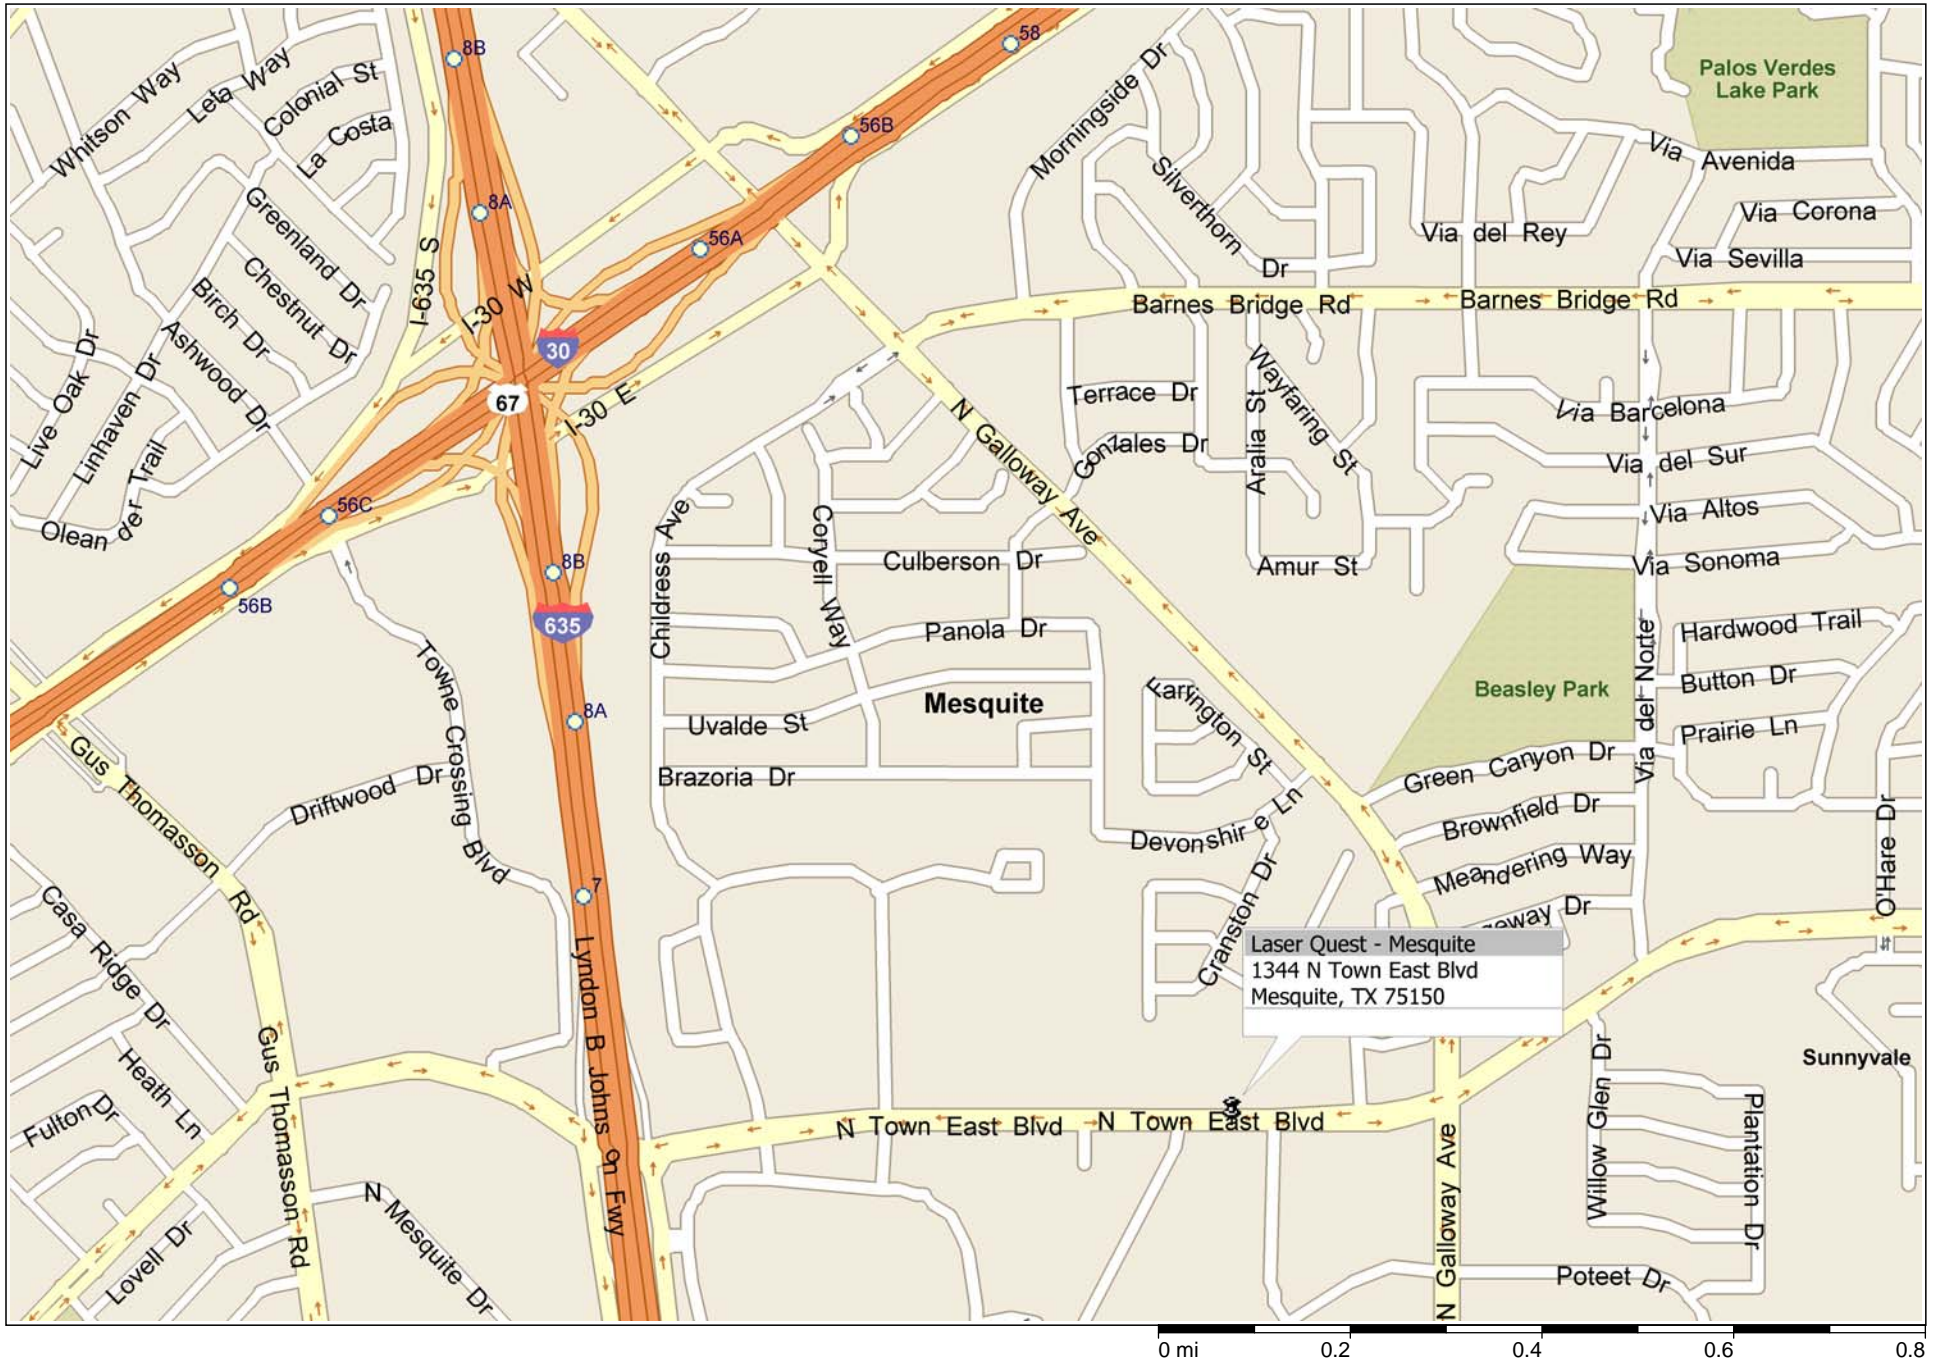 8B
58
Palos Verdes
Lake Park
Whitson Way
Leta Way
Colonial St
La Costa
56B
Morningside Dr
Via Avenida
8A
Silverthorn Dr
Via Corona
Greenland Dr
56A
Via del Rey
I-635 S
Via Sevilla
Chestnut Dr
I-30 W
Birch Dr
Barnes Bridge Rd
Barnes Bridge Rd
Ashwood Dr
30
Live Oak Dr
Linhaven Dr
67
I-30 E
Terrace Dr
Aralia St
Wayfaring St
Via Barcelona
N Galloway Ave
Gonzales Dr
Via del Sur
Oleander Trail
56C
Childress Ave
Coryell Way
Via Altos
Culberson Dr
Amur St
Via Sonoma
8B
56B
635
Panola Dr
Hardwood Trail
Towne Crossing Blvd
Via del Norte
Button Dr
Beasley Park
Mesquite
Farrington St
8A
Uvalde St
Prairie Ln
Gus Thomasson Rd
Driftwood Dr
Brazoria Dr
Green Canyon Dr
Brownfield Dr
Devonshire Ln
O'Hare Dr
Meandering Way
7
Casa Ridge Dr
Cranston Dr
geway Dr
Laser Quest - Mesquite
1344 N Town East Blvd
Mesquite, TX 75150
Lyndon B Johnson Fwy
Gus Thomasson Rd
Heath Ln
Willow Glen Dr
Sunnyvale
Fulton Dr
N Town East Blvd
N Town East Blvd
Plantation Dr
N Galloway Ave
N Mesquite Dr
Lovell Dr
Poteet Dr
0 mi 0.2 0.4 0.6 0.8